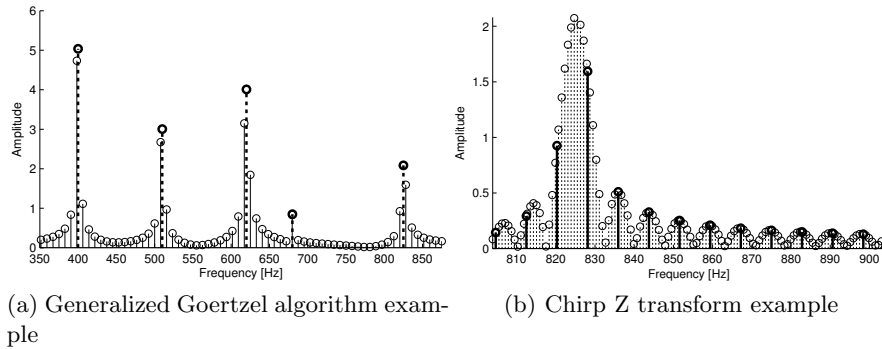 6
5
4
3
2
1
0
Amplitude
350 400 450 500 550 600 650 700 750 800 850
Frequency [Hz]
(a) Generalized Goertzel algorithm exam-
ple
2
1.5
1
0.5
0
Amplitude
810 820 830 840 850 860 870 880 890 900
Frequency [Hz]
(b) Chirp Z transform example